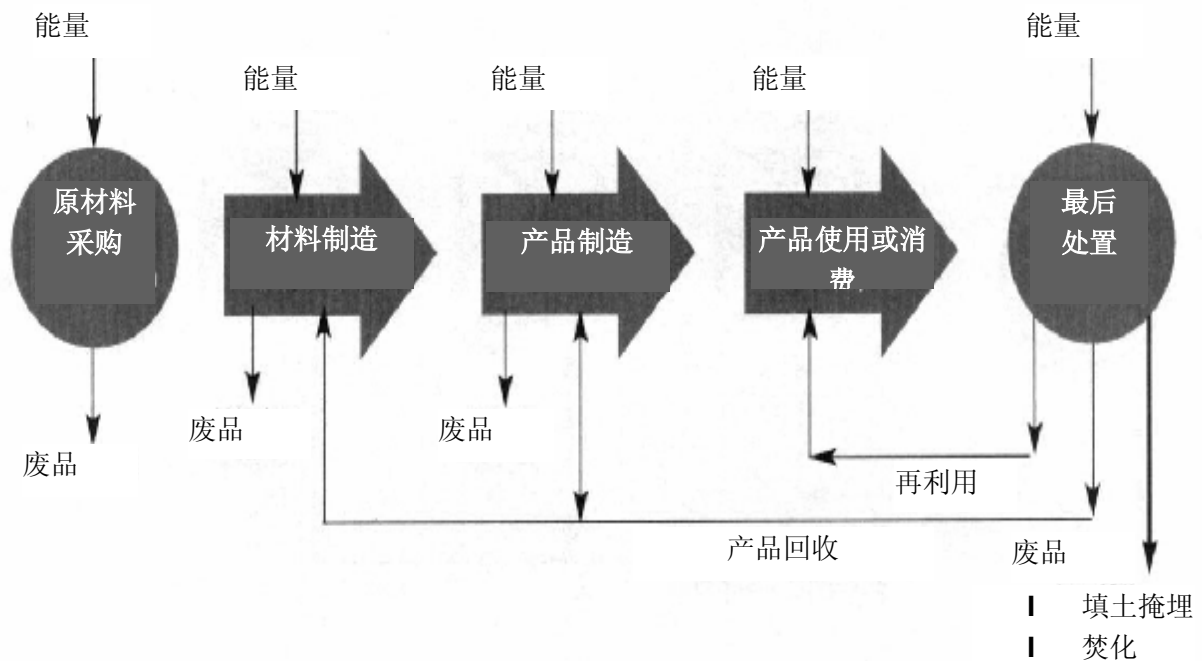 能量
能量
能量
能量
能量
原材料
采购
材料制造
产品制造
产品使用或消
费
最后
处置
废品
废品
废品
再利用
产品回收
废品
填土掩埋
焚化